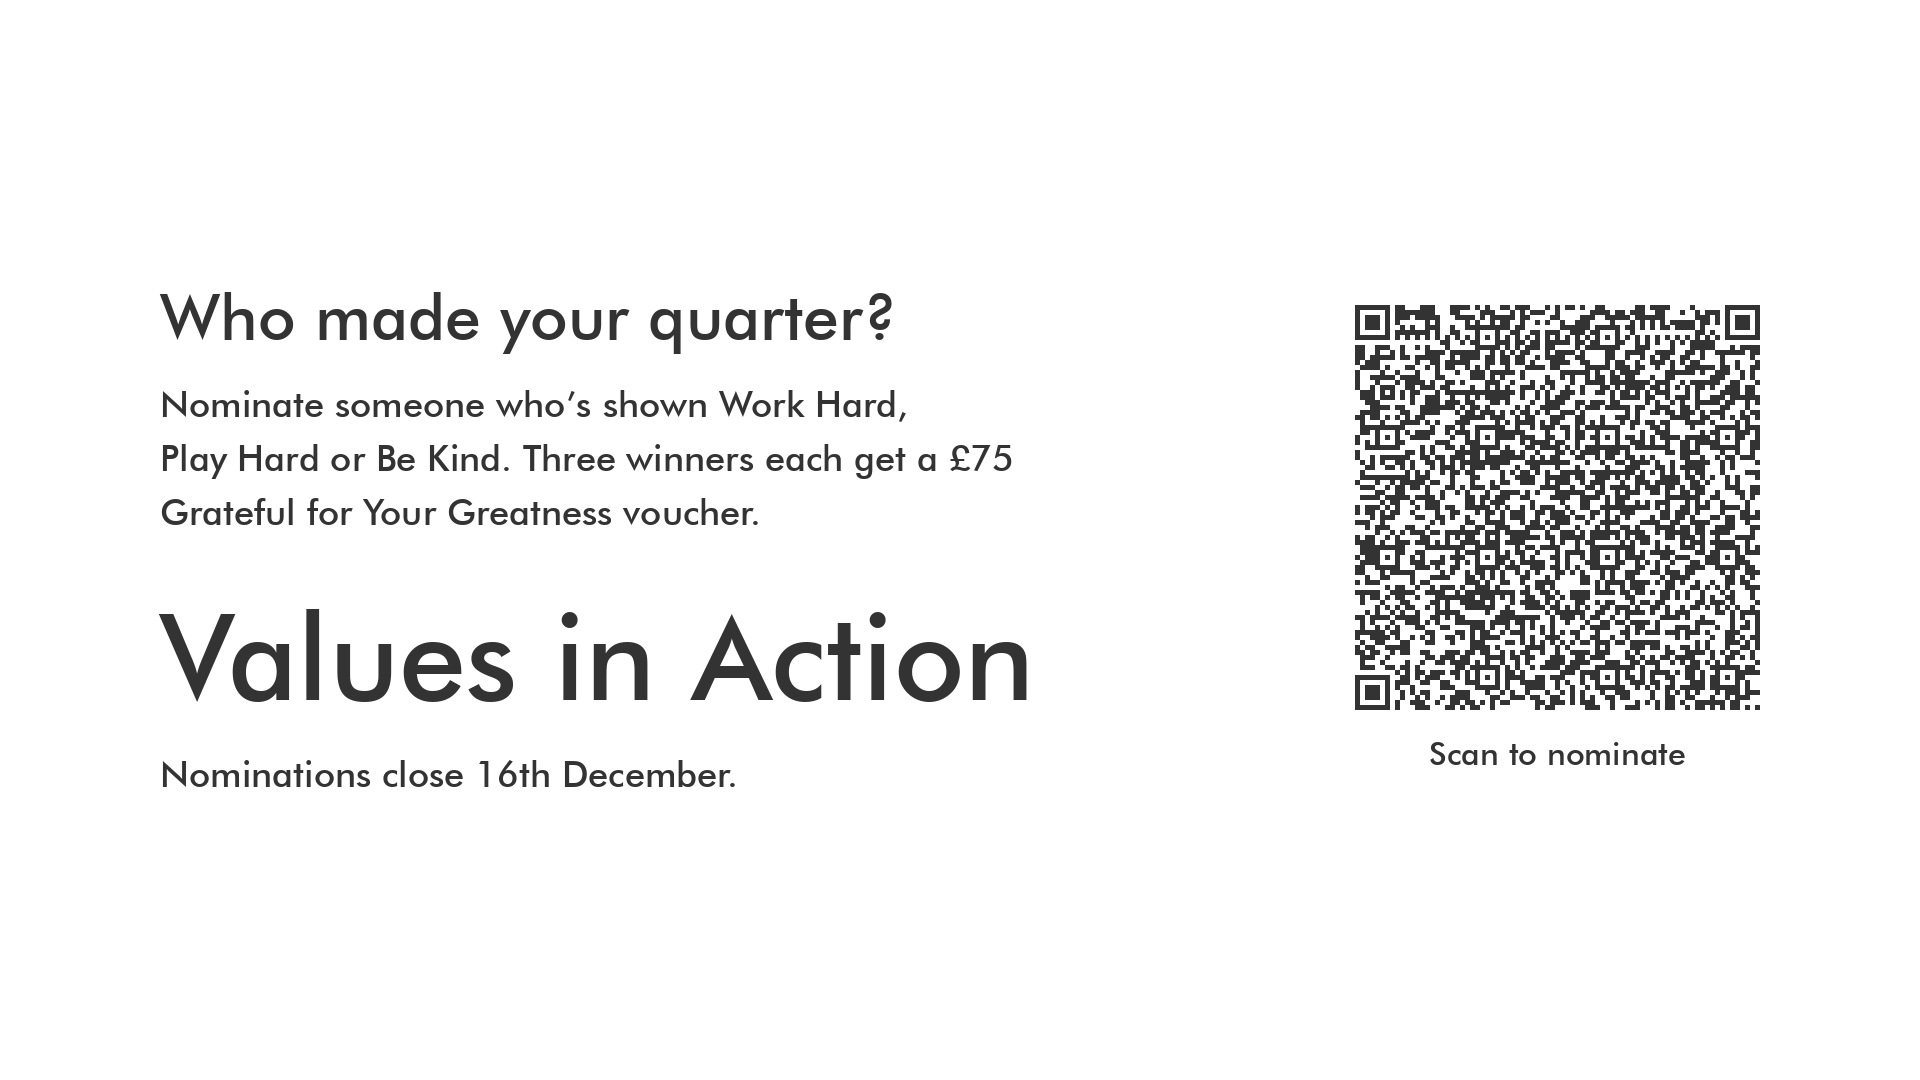 Who made your quarter?
Nominate someone who’s shown Work Hard,
Play Hard or Be Kind. Three winners each get a £75
Grateful for Your Greatness voucher.
Values in Action
Nominations close 16th December.
Scan to nominate